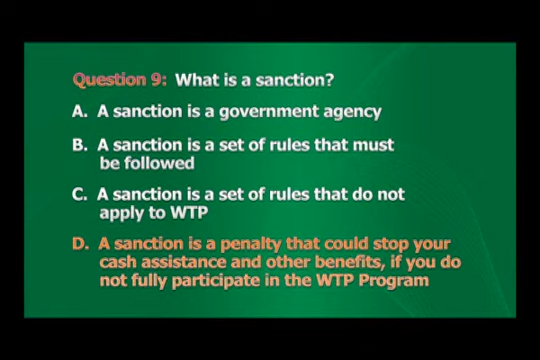 Question 9: What is a sanction?
A. A sanction is a government agency
B. A sanction is a set of rules that must
be followed
C. A sanction is a set of rules that do not
apply to WTP
D. A sanction is a penalty that could stop your
cash assistance and other benefits, if you do
not fully participate in the WTP Program